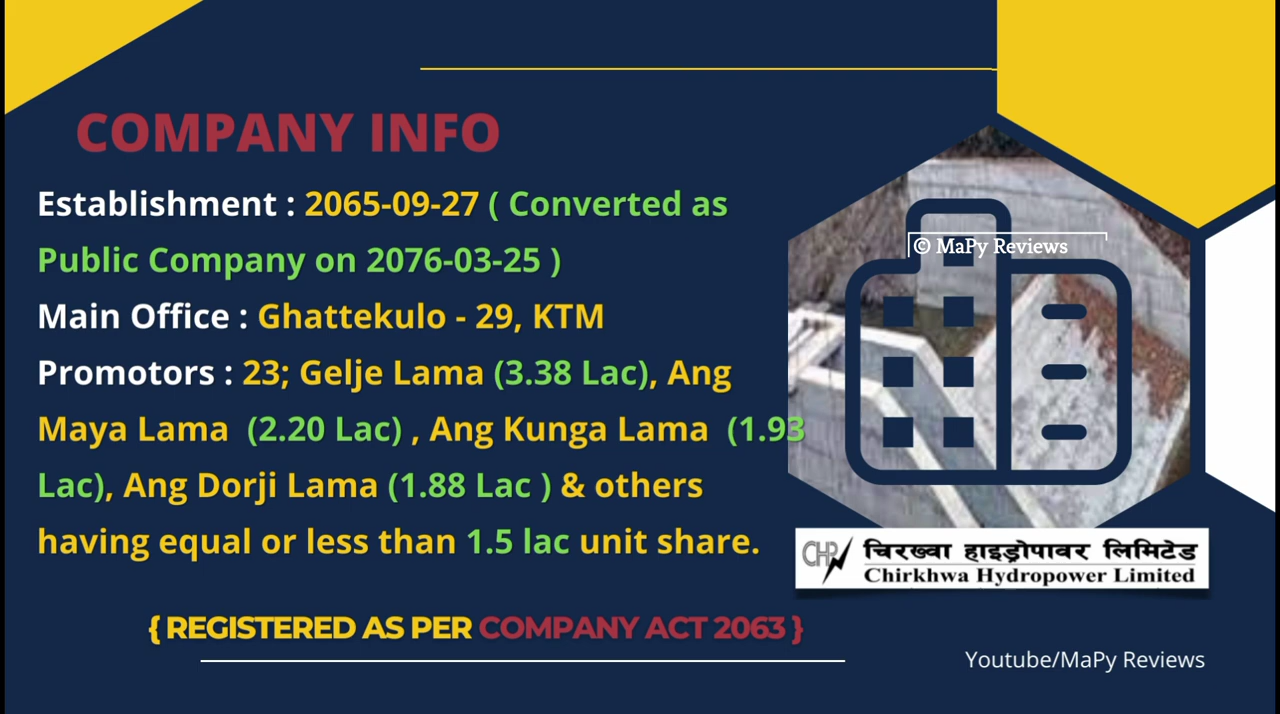 COMPANY INFO
Establishment : 2065-09-27 ( Converted as
Public Company on 2076-03-25 )
Main Office : Ghattekulo - 29, KTM
Promotors : 23; Gelje Lama (3.38 Lac), Ang
Maya Lama (2.20 Lac) , Ang Kunga Lama (1.93
Lac), Ang Dorji Lama (1.88 Lac ) & others
having equal or less than 1.5 lac unit share.
{ REGISTERED AS PER COMPANY ACT 2063 }
© MaPy Reviews
CHP
चिरख्वा हाइड्रोपावर लिमिटेड
Chirkhwa Hydropower Limited
Youtube/MaPy Reviews